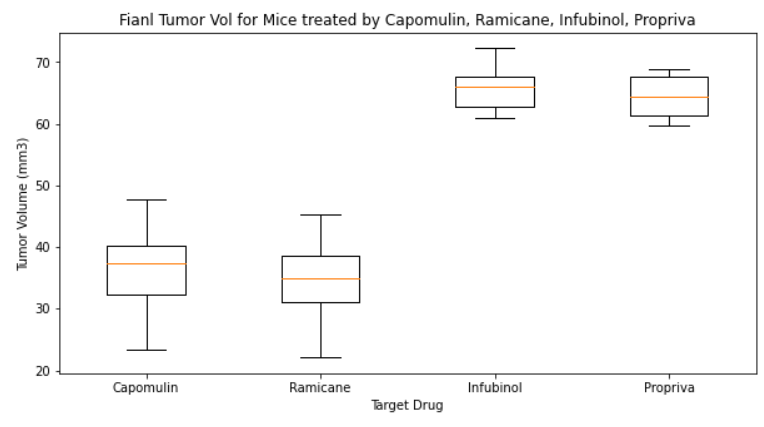 Fianl Tumor Vol for Mice treated by Capomulin, Ramicane, Infubinol, Propriva
70
60
50
40
30
20
Tumor Volume (mm3)
Capomulin Ramicane Infubinol Propriva
Target Drug